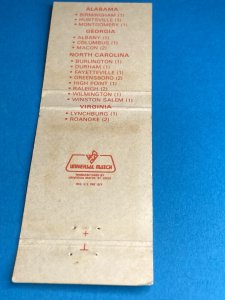 ALABAMA
• BIRMINGHAM (1)
• HUNTSVILLE (1)
• MONTGOMERY (1)
GEORGIA
• ALBANY (1)
• COLUMBUS (1)
• MACON (2)
NORTH CAROLINA
• BURLINGTON (1)
• DURHAM (1)
• FAYETTEVILLE (1)
• GREENSBORO (2)
• HIGH POINT (1)
• RALEIGH (2)
• WILMINGTON (1)
• WINSTON SALEM (1)
VIRGINIA
• LYNCHBURG (1)
• ROANOKE (2)
UNIVERSAL MATCH